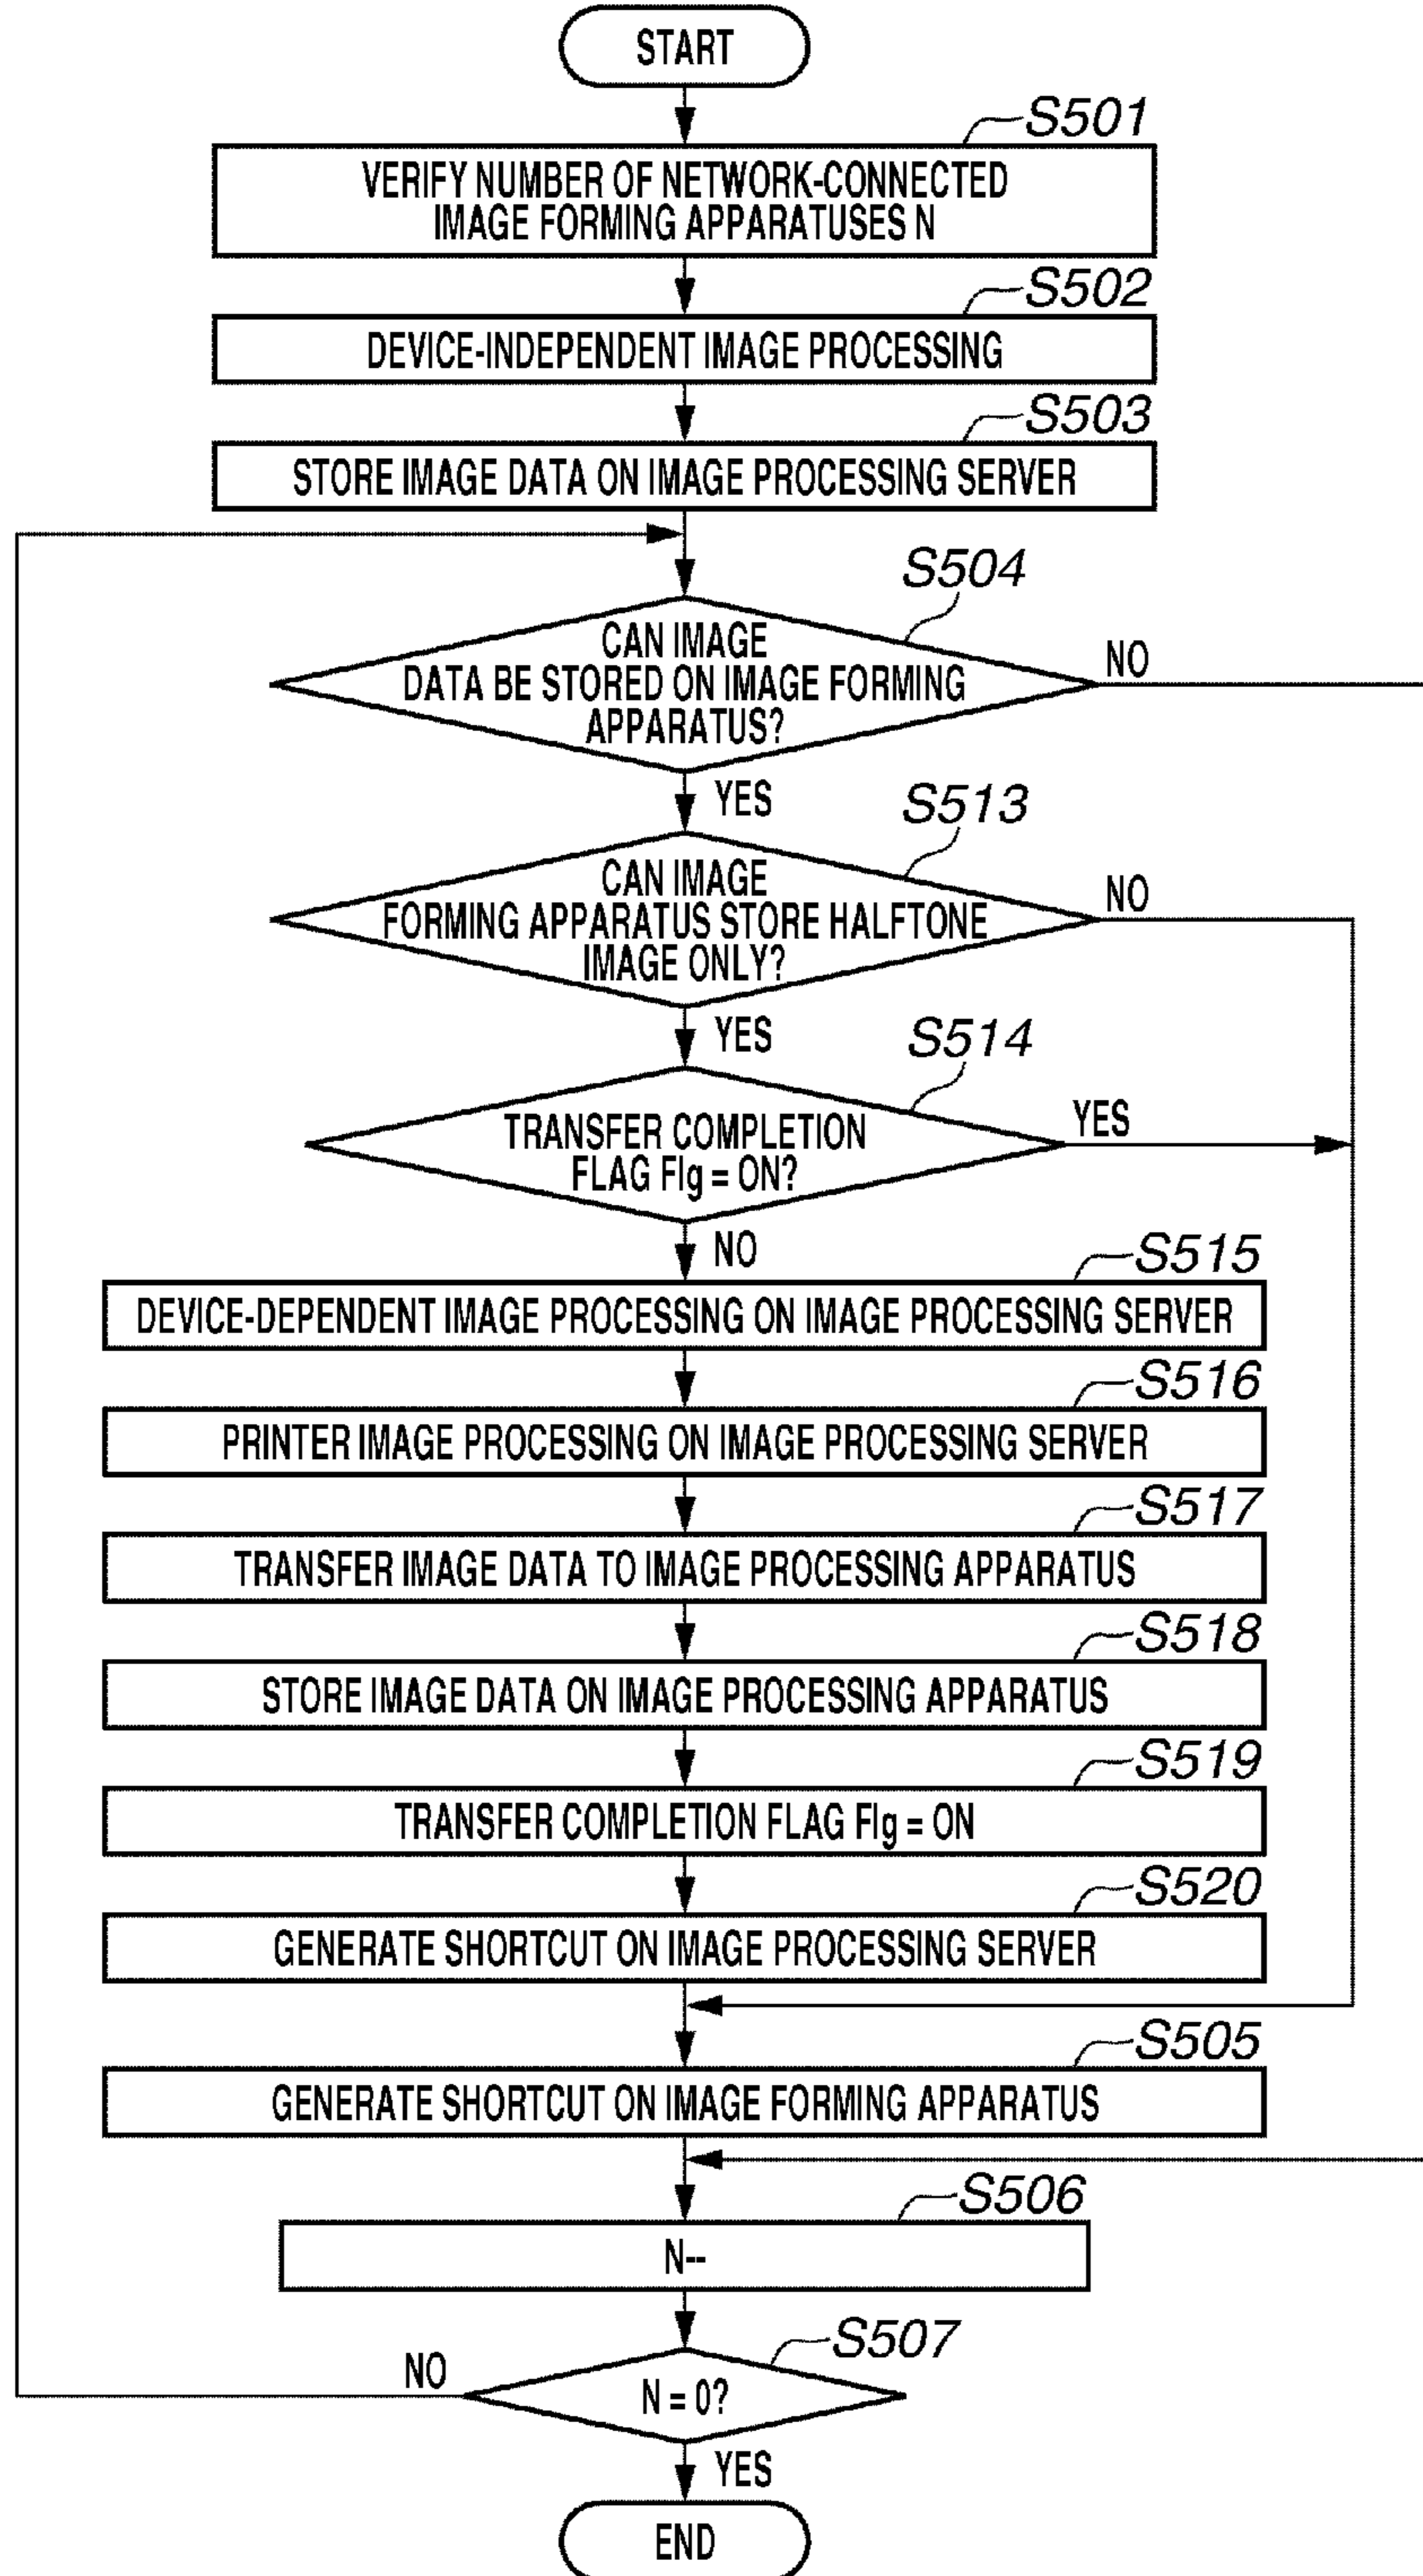 START
S501
VERIFY NUMBER OF NETWORK-CONNECTED
IMAGE FORMING APPARATUSES N
S502
DEVICE-INDEPENDENT IMAGE PROCESSING
S503
STORE IMAGE DATA ON IMAGE PROCESSING SERVER
S504
CAN IMAGE
DATA BE STORED ON IMAGE FORMING
APPARATUS?
NO
YES
S513
CAN IMAGE
FORMING APPARATUS STORE HALFTONE
IMAGE ONLY?
NO
YES
S514
TRANSFER COMPLETION
FLAG Flg = ON?
YES
NO
S515
DEVICE-DEPENDENT IMAGE PROCESSING ON IMAGE PROCESSING SERVER
S516
PRINTER IMAGE PROCESSING ON IMAGE PROCESSING SERVER
S517
TRANSFER IMAGE DATA TO IMAGE PROCESSING APPARATUS
S518
STORE IMAGE DATA ON IMAGE PROCESSING APPARATUS
S519
TRANSFER COMPLETION FLAG Flg = ON
S520
GENERATE SHORTCUT ON IMAGE PROCESSING SERVER
S505
GENERATE SHORTCUT ON IMAGE FORMING APPARATUS
S506
N--
S507
NO
N = 0?
YES
END